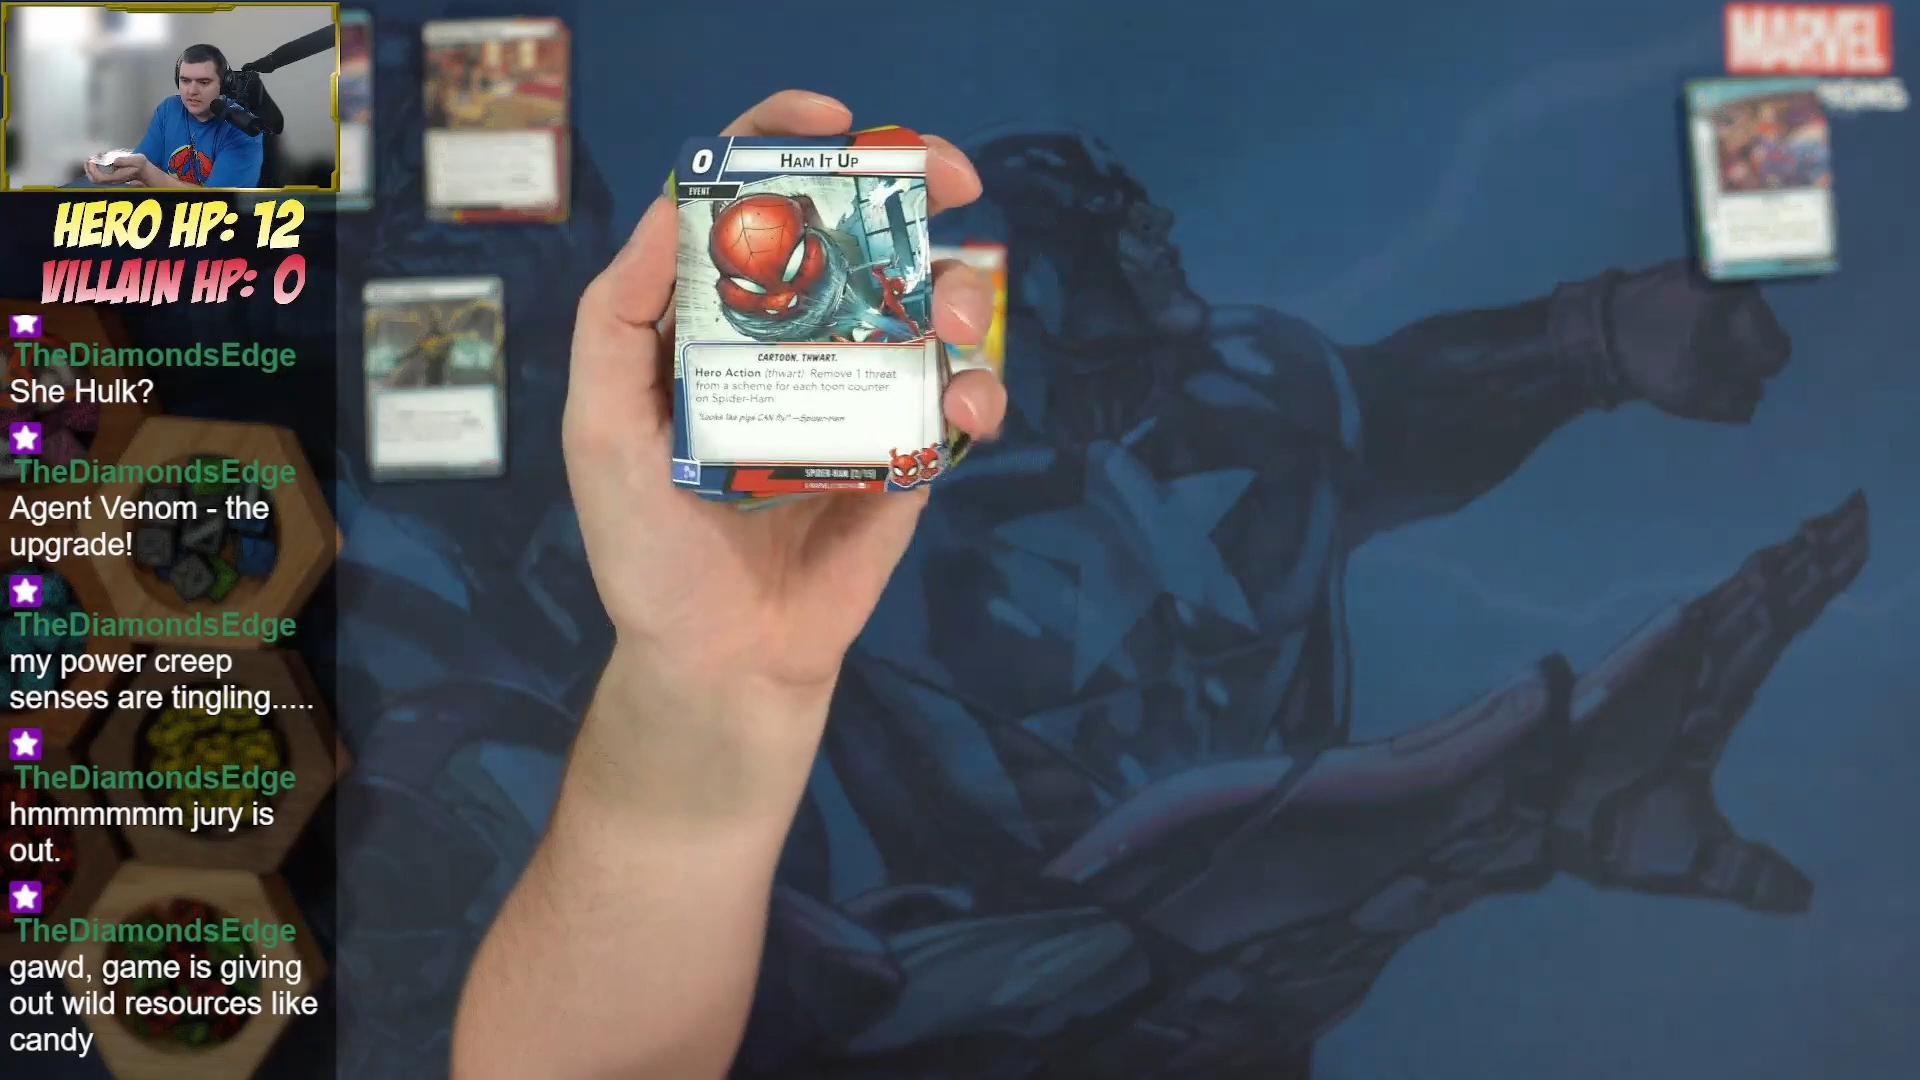 MARVEL
0
HAM IT UP
EVENT
CARTOON. THWART.
Hero Action (thwart): Remove 1 threat
from a scheme for each toon counter
on Spider-Ham.
"Looks like pigs CAN fly!" —Spider-Ham
HERO HP: 12
VILLAIN HP: 0
TheDiamondsEdge
She Hulk?
TheDiamondsEdge
Agent Venom - the
upgrade!
TheDiamondsEdge
my power creep
senses are tingling.....
TheDiamondsEdge
hmmmmmm jury is
out.
TheDiamondsEdge
gawd, game is giving
out wild resources like
candy